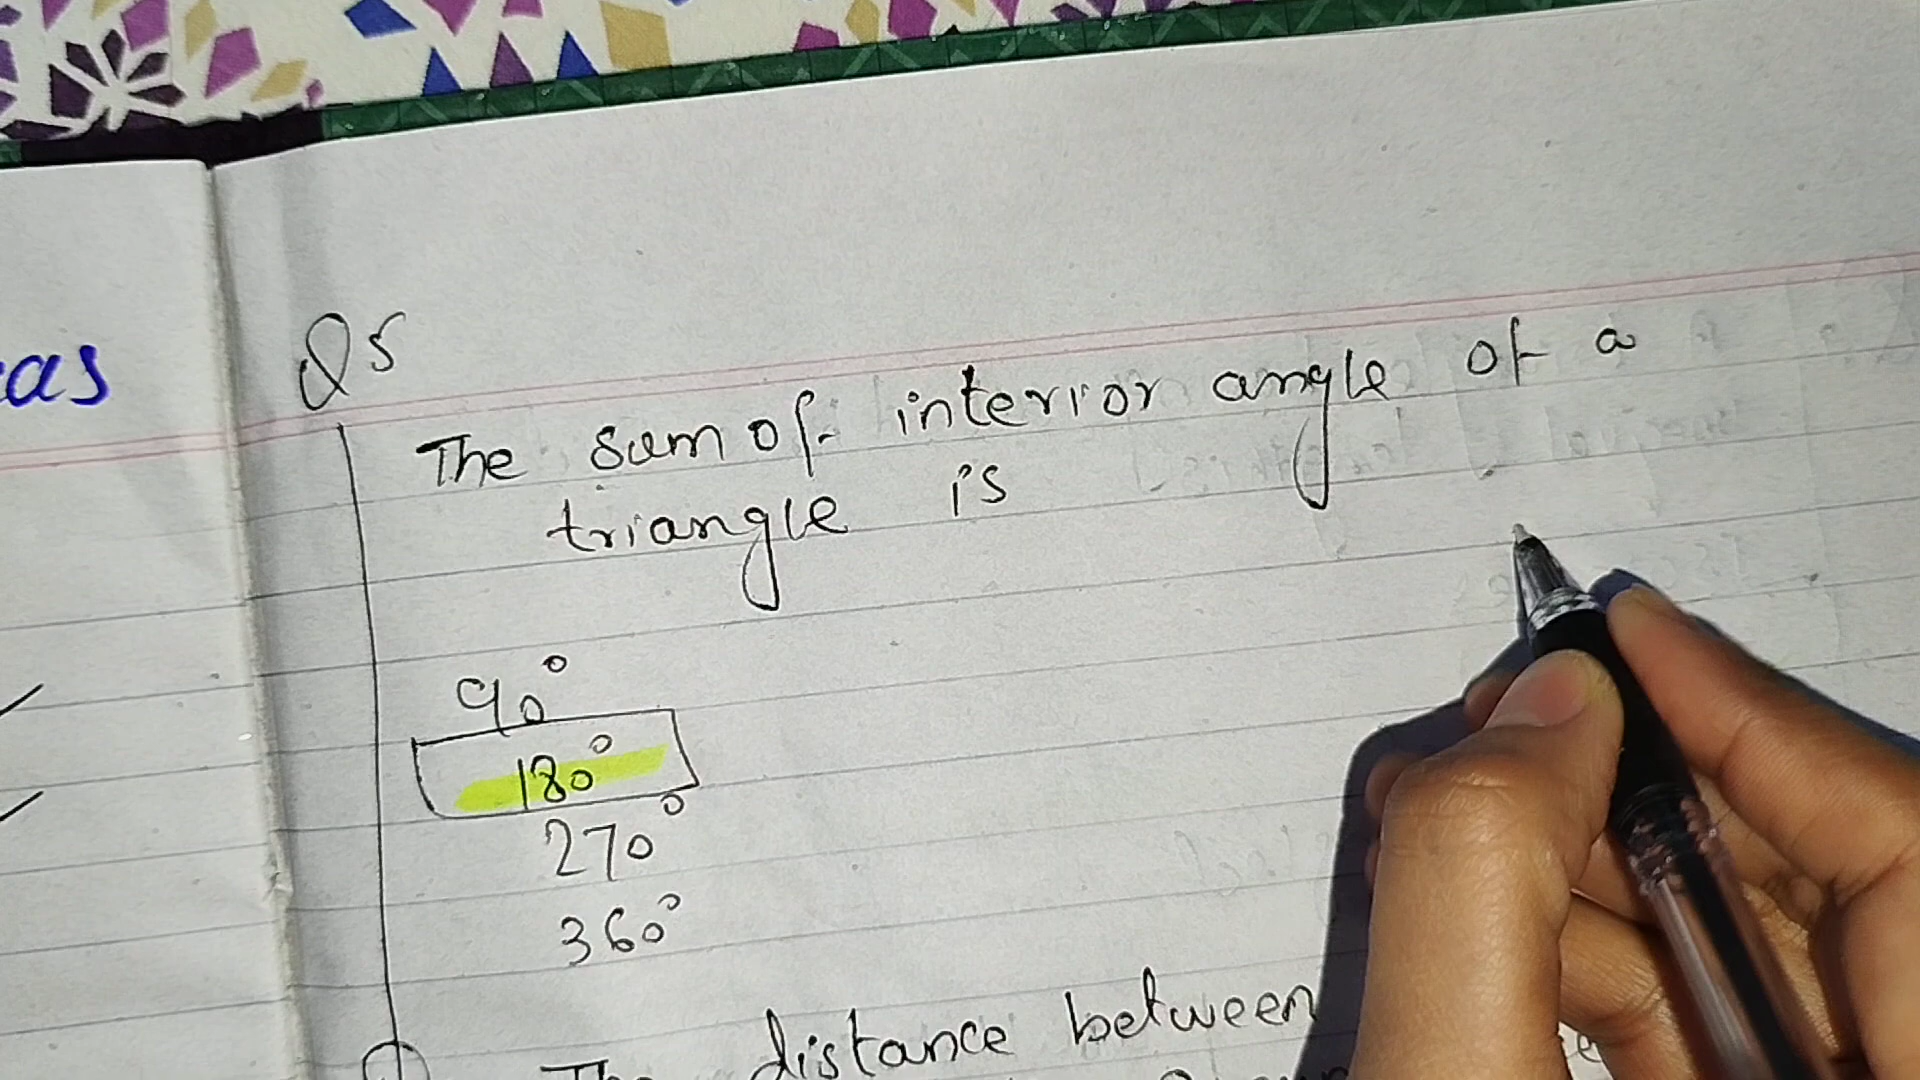 as
Q5
The sum of interior angle of a
triangle is
90°
180°
270°
360°
distance between